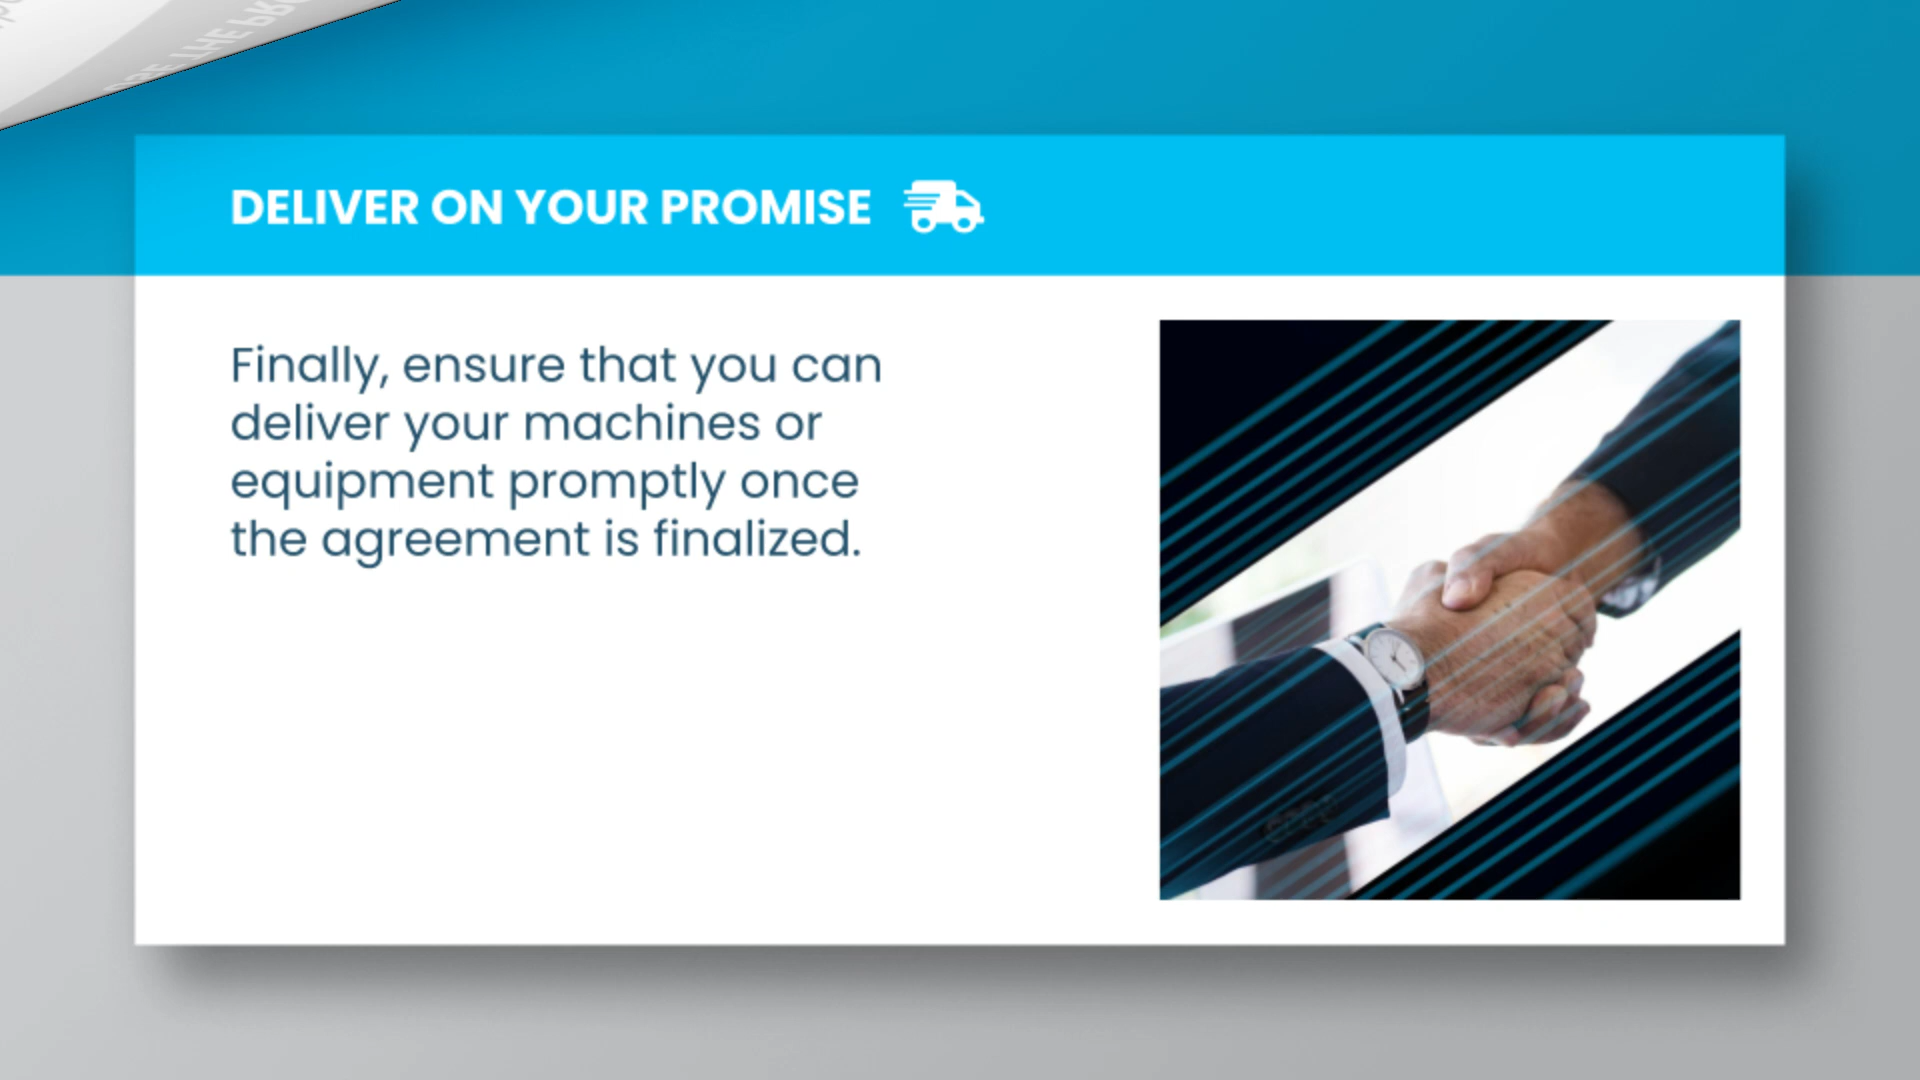 DELIVER ON YOUR PROMISE
Finally, ensure that you can
deliver your machines or
equipment promptly once
the agreement is finalized.